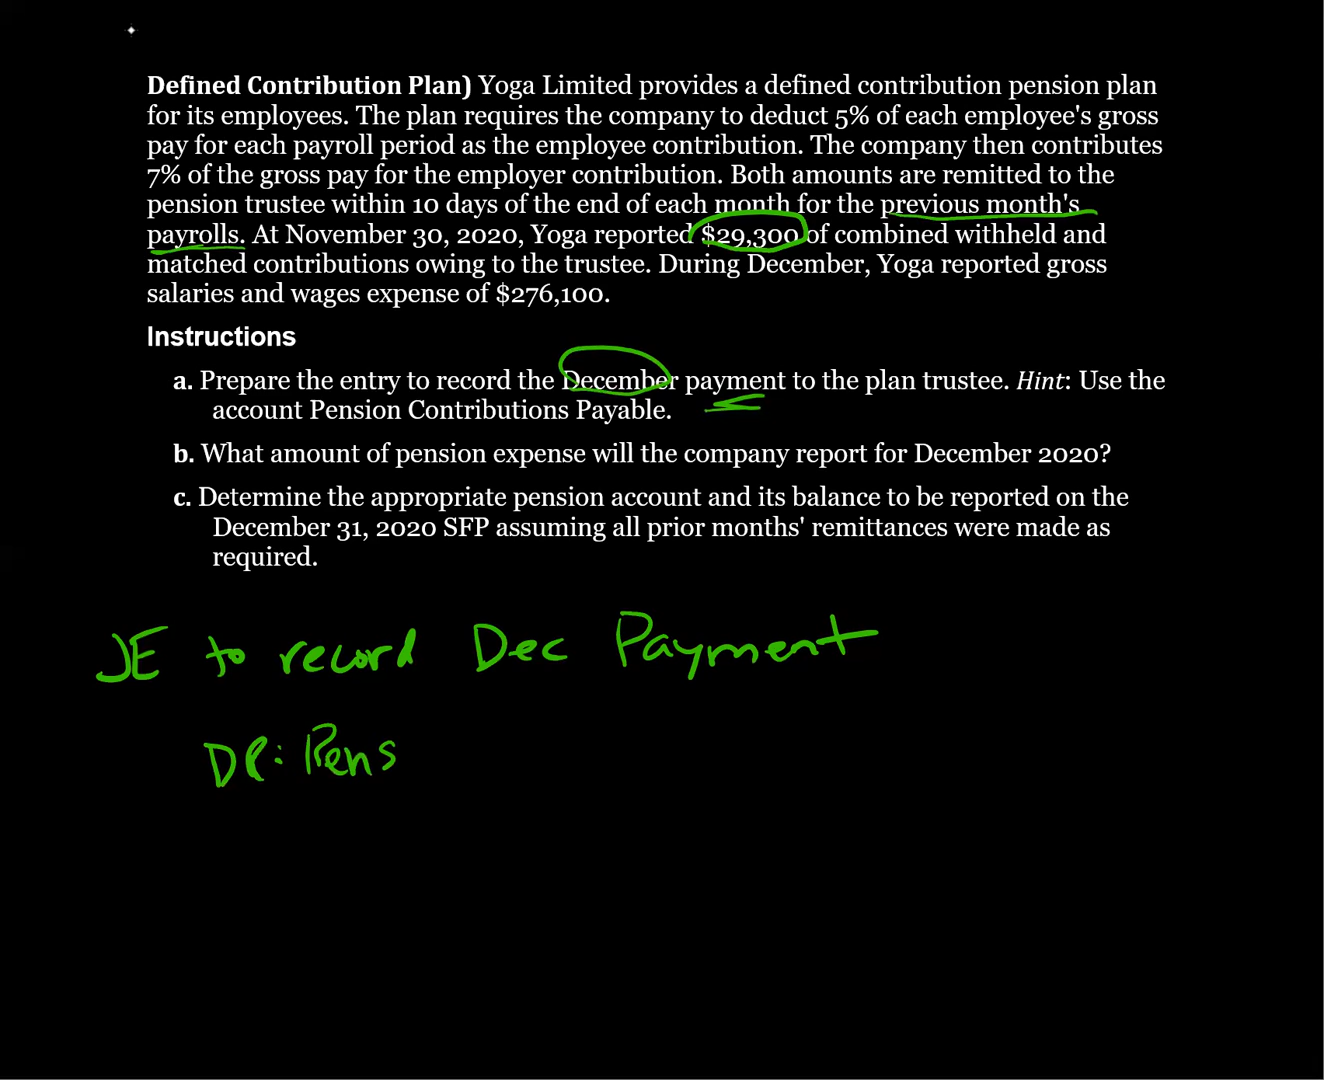 Defined Contribution Plan) Yoga Limited provides a defined contribution pension plan
for its employees. The plan requires the company to deduct 5% of each employee's gross
pay for each payroll period as the employee contribution. The company then contributes
7% of the gross pay for the employer contribution. Both amounts are remitted to the
pension trustee within 10 days of the end of each month for the previous month's
payrolls. At November 30, 2020, Yoga reported $29,300 of combined withheld and
matched contributions owing to the trustee. During December, Yoga reported gross
salaries and wages expense of $276,100.
Instructions
a. Prepare the entry to record the December payment to the plan trustee. Hint: Use the
account Pension Contributions Payable.
b. What amount of pension expense will the company report for December 2020?
c. Determine the appropriate pension account and its balance to be reported on the
December 31, 2020 SFP assuming all prior months' remittances were made as
required.
JE to record Dec Payment
DR: Pens